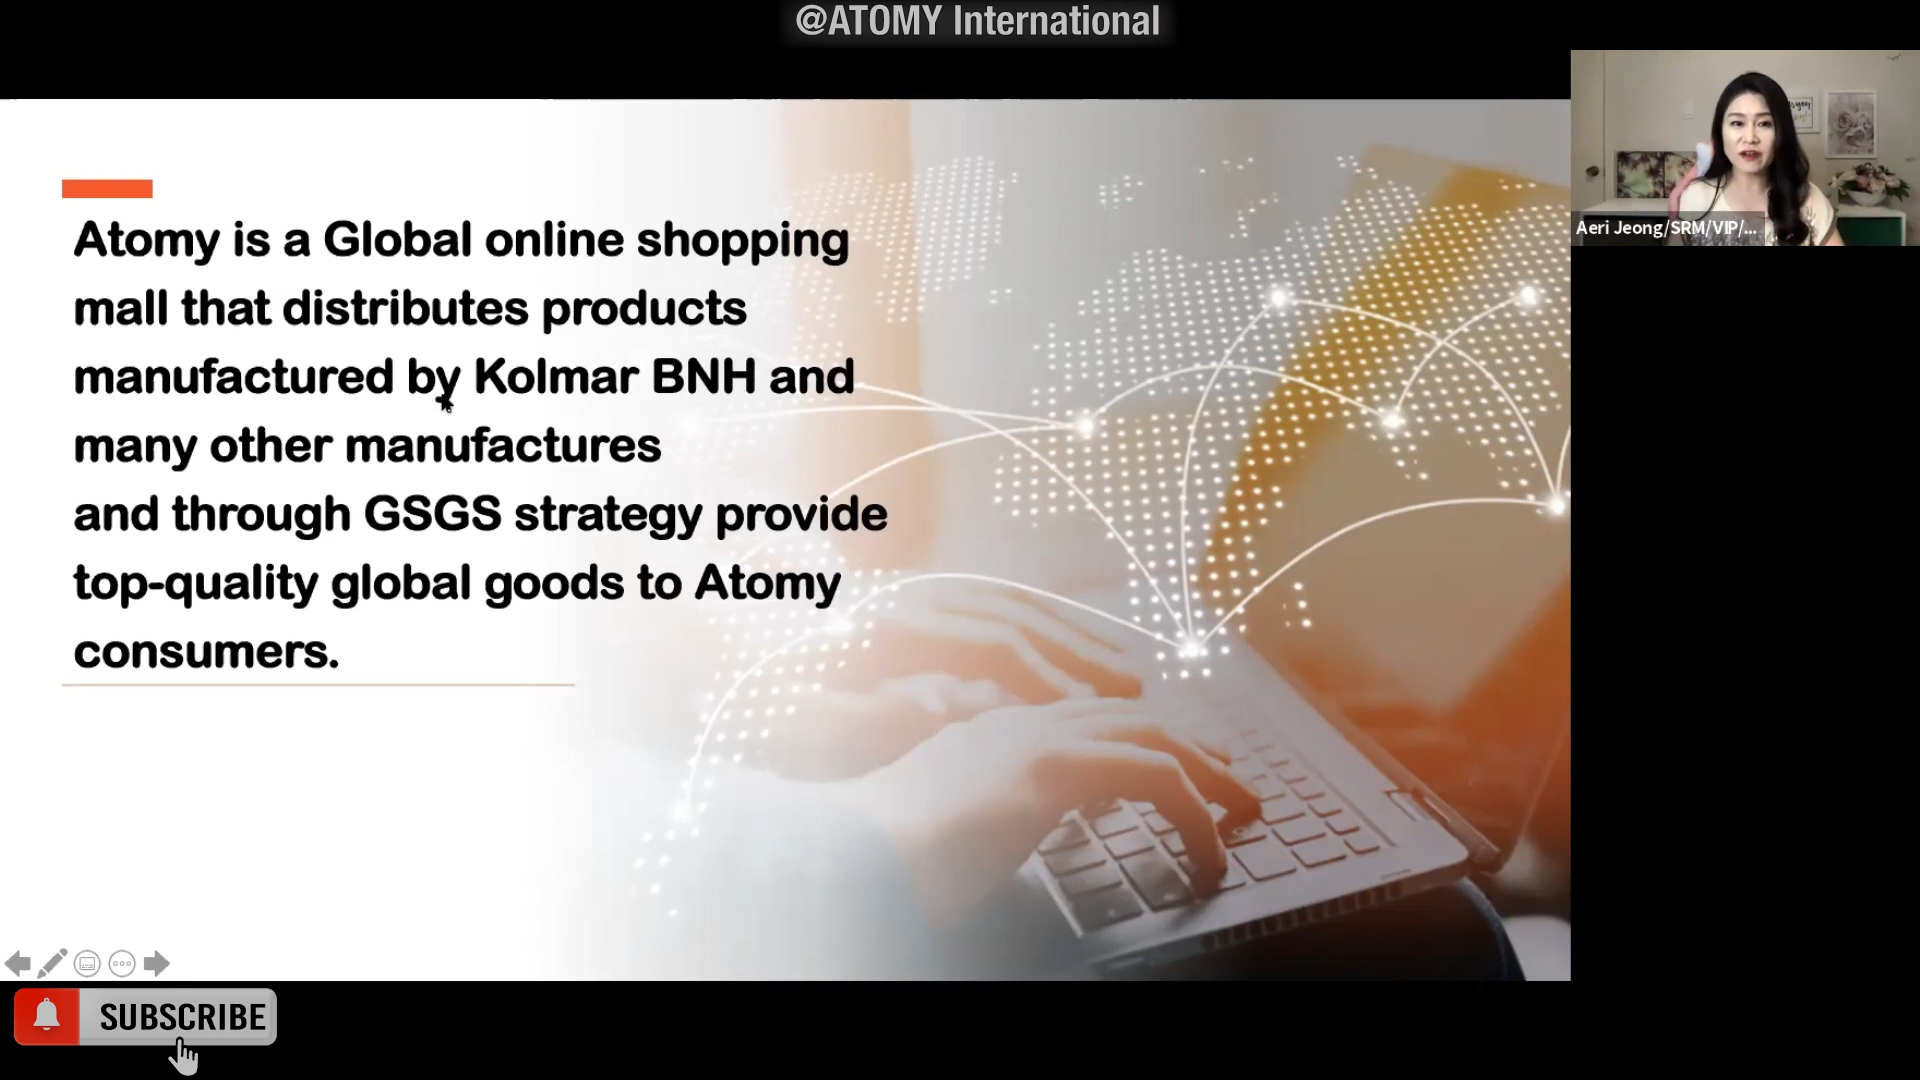 @ATOMY International
Atomy is a Global online shopping
mall that distributes products
manufactured by Kolmar BNH and
many other manufactures
and through GSGS strategy provide
top-quality global goods to Atomy
consumers.
Aeri Jeong/SRM/VIP/...
SUBSCRIBE